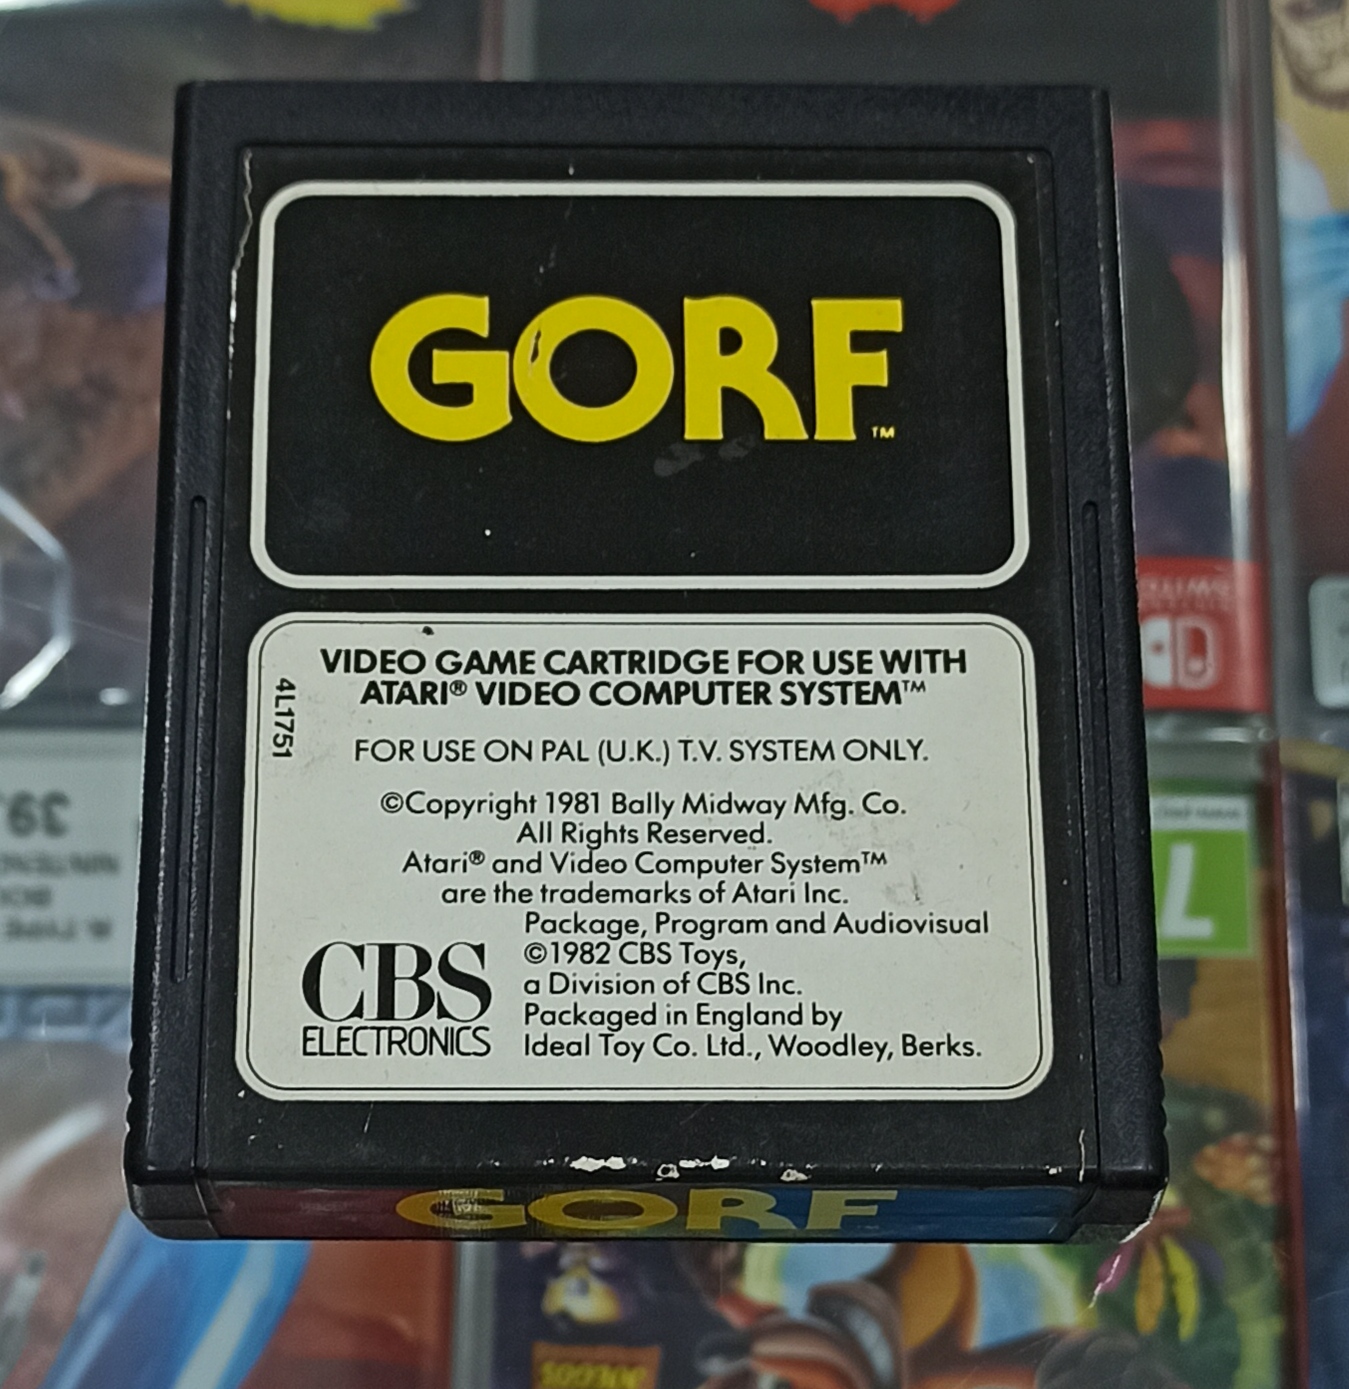 GORF
™
VIDEO GAME CARTRIDGE FOR USE WITH
ATARI® VIDEO COMPUTER SYSTEM™
4L1751
FOR USE ON PAL (U.K.) T.V. SYSTEM ONLY.
©Copyright 1981 Bally Midway Mfg. Co.
All Rights Reserved.
Atari® and Video Computer System™
are the trademarks of Atari Inc.
Package, Program and Audiovisual
©1982 CBS Toys,
a Division of CBS Inc.
Packaged in England by
Ideal Toy Co. Ltd., Woodley, Berks.
CBS
ELECTRONICS
GORF
7